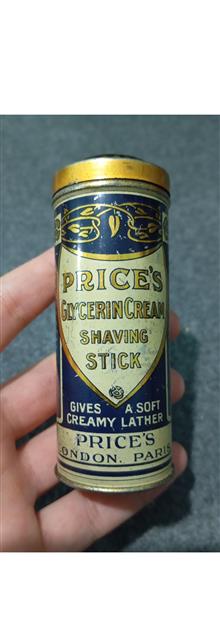 PRICE'S
GLYCERIN CREAM
SHAVING
STICK
GIVES A SOFT
CREAMY LATHER
PRICE'S
LONDON. PARIS